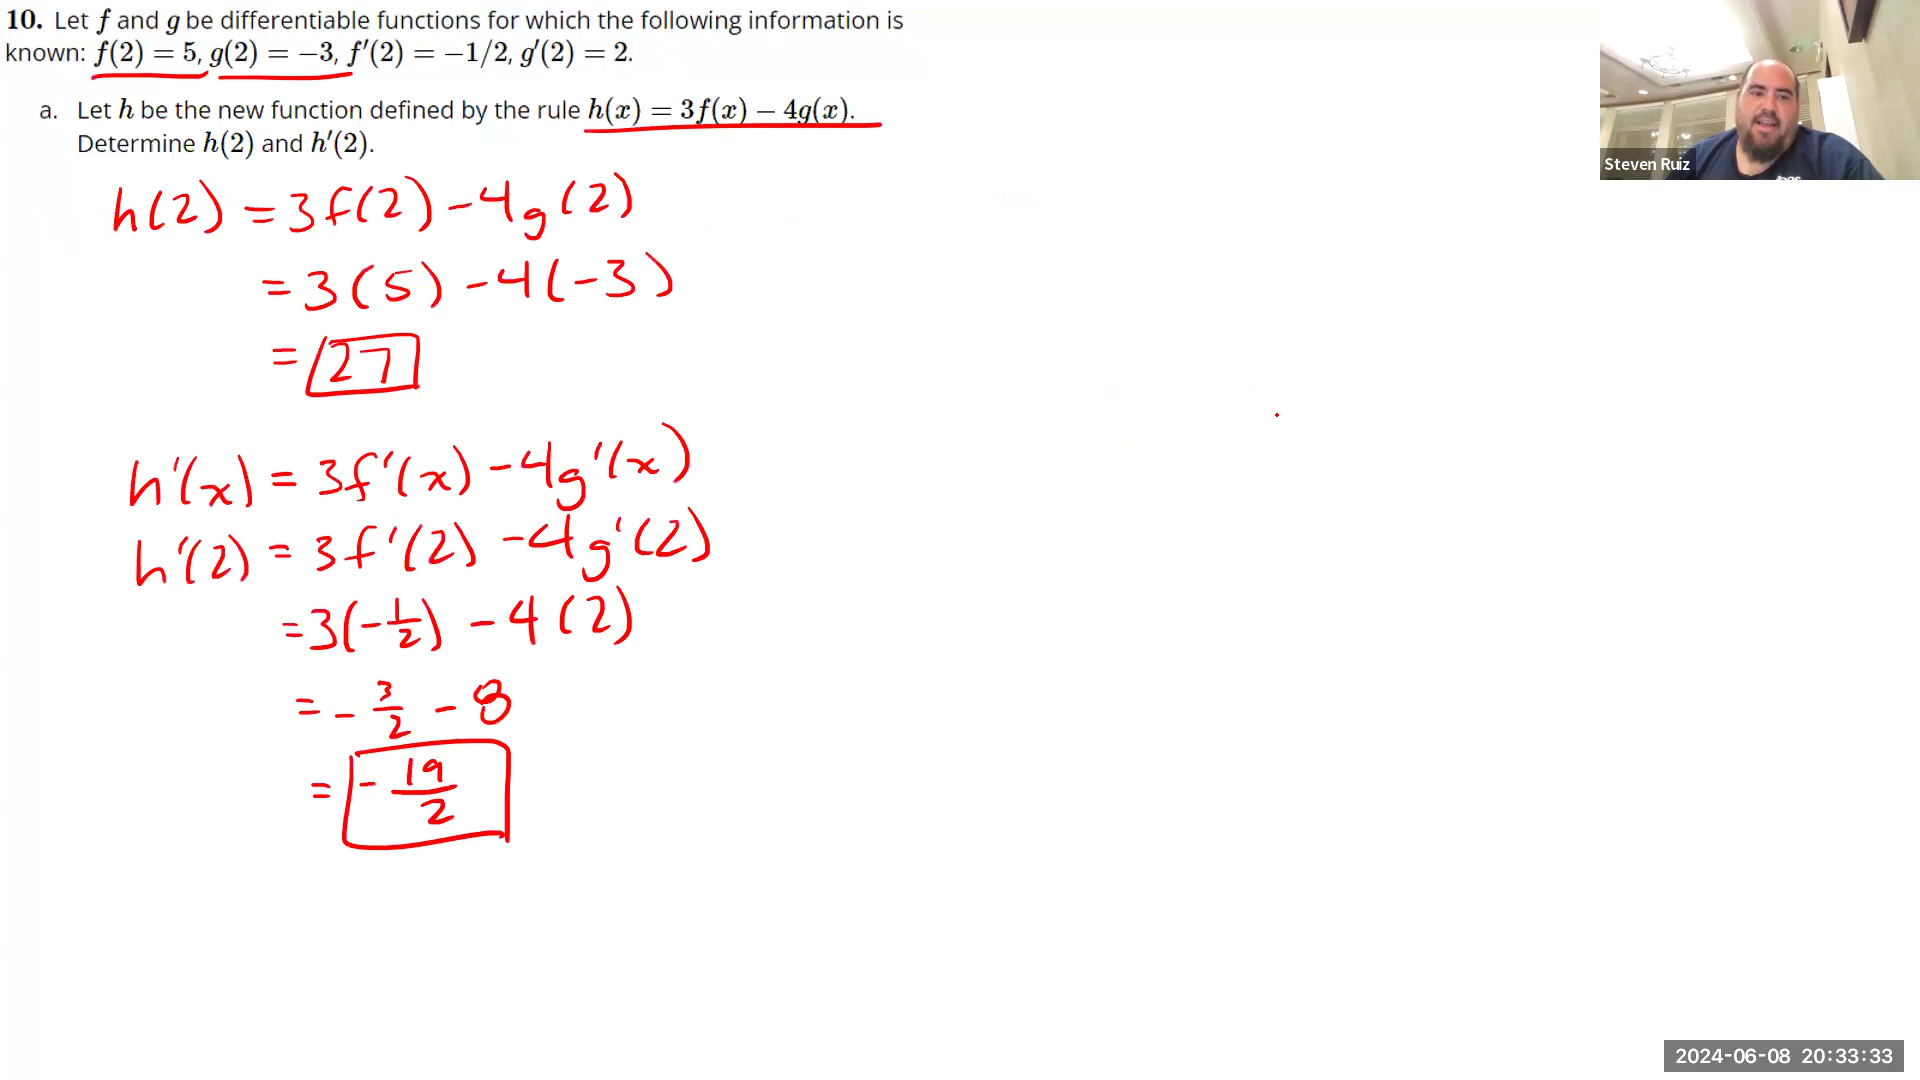 10. Let f and g be differentiable functions for which the following information is
known: f(2) = 5, g(2) = −3, f′(2) = −1/2, g′(2) = 2.
a. Let h be the new function defined by the rule h(x) = 3f(x) − 4g(x).
Determine h(2) and h′(2).
h(2) = 3f(2) - 4g(2)
= 3(5) - 4(-3)
= 27
h'(x) = 3f'(x) - 4g'(x)
h'(2) = 3f'(2) - 4g'(2)
= 3(-1/2) - 4(2)
= - 3/2 - 8
= - 19/2
Steven Ruiz
2024-06-08 20:33:33